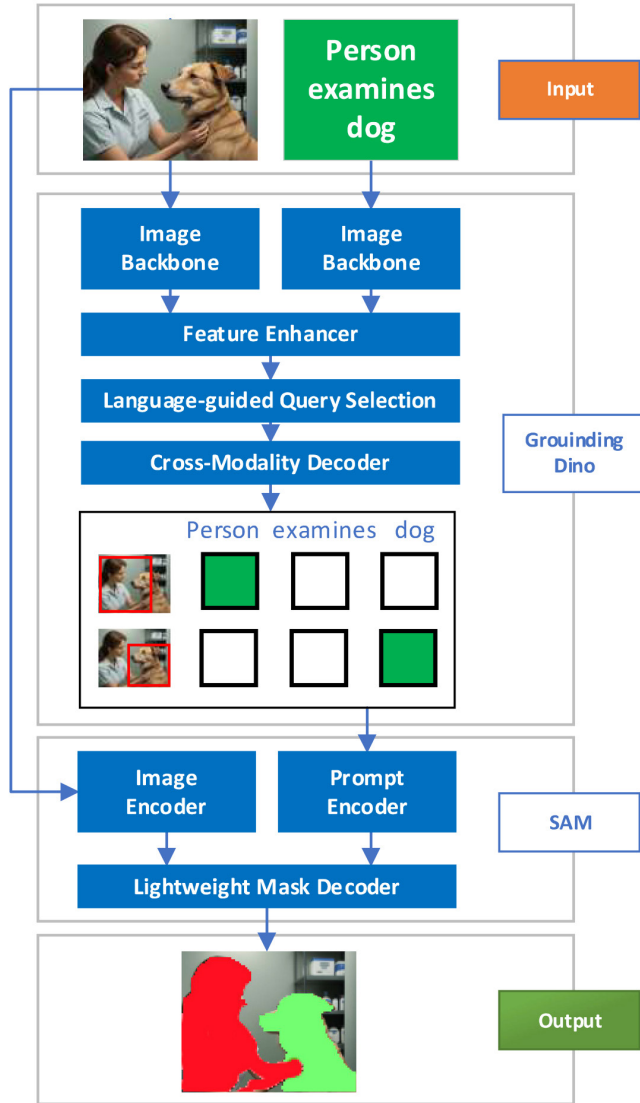 Person
examines
dog
Input
Image
Backbone
Image
Backbone
Feature Enhancer
Language-guided Query Selection
Cross-Modality Decoder
Grouinding
Dino
Person examines dog
Image
Encoder
Prompt
Encoder
SAM
Lightweight Mask Decoder
Output